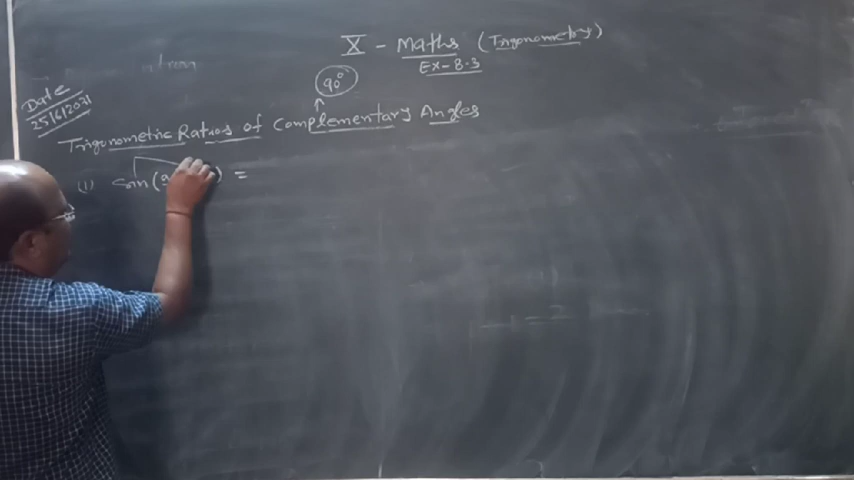 X - Maths (Trigonometry)
Ex - 8.3
90°
Date
25/6/2021
Trigonometric Ratios of Complementary Angles
(1) Sin ( ) =